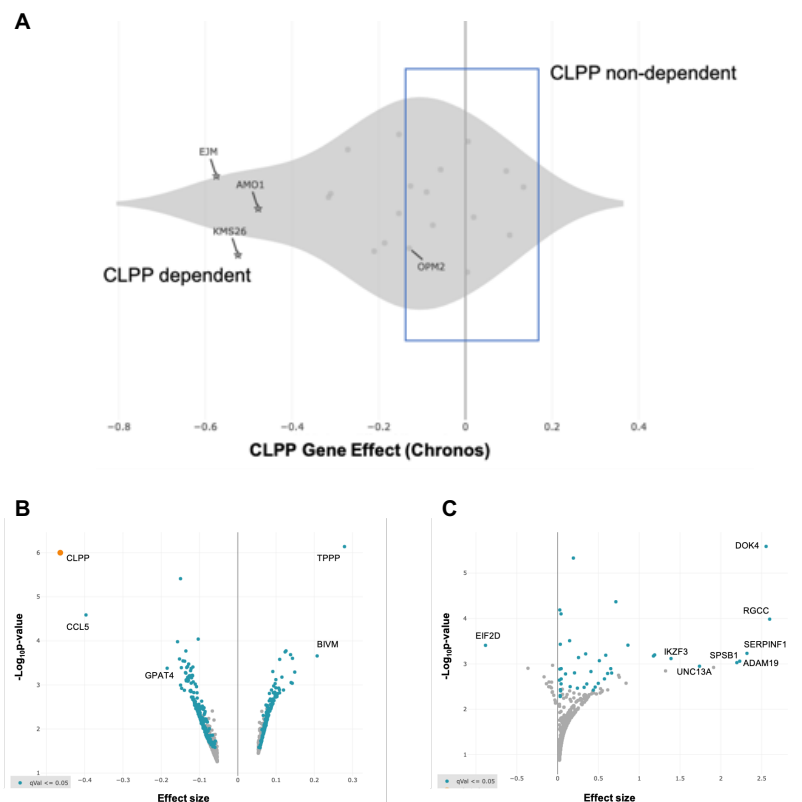 A
CLPP non-dependent
EJM
AMO1
KMS26
OPM2
CLPP dependent
−0.8 −0.6 −0.4 −0.2 0 0.2 0.4
CLPP Gene Effect (Chronos)
B
6
CLPP
TPPP
5
CCL5
4
BIVM
GPAT4
3
2
1
-Log10p-value
qVal <= 0.05
−0.4 −0.3 −0.2 −0.1 0 0.1 0.2 0.3
Effect size
C
DOK4
5
RGCC
4
EIF2D
SERPINF1
IKZF3
SPSB1
ADAM19
3
UNC13A
2
1
-Log10p-value
qVal <= 0.05
−0.5 0 0.5 1 1.5 2 2.5
Effect size